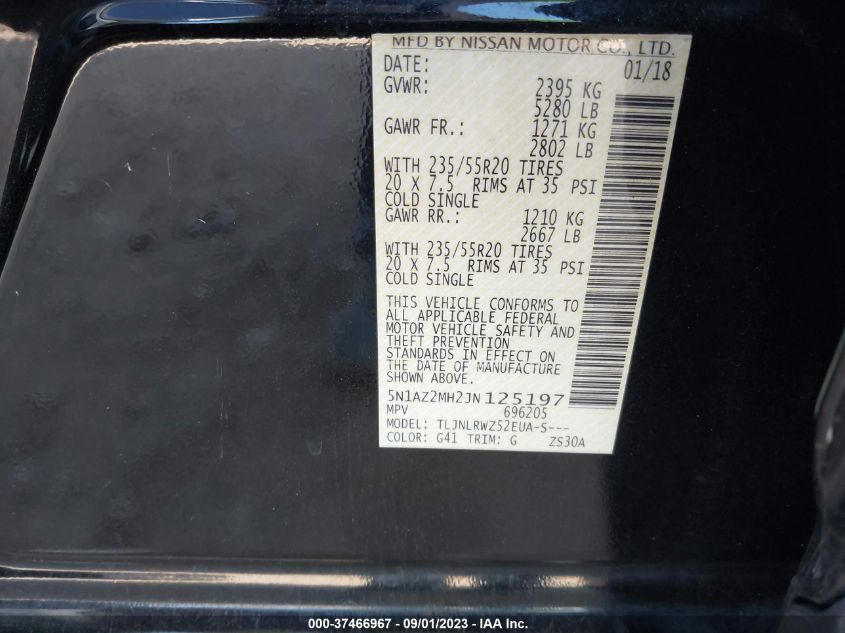 MFD BY NISSAN MOTOR CO., LTD.
DATE: 01/18
GVWR: 2395 KG
5280 LB
GAWR FR.: 1271 KG
2802 LB
WITH 235/55R20 TIRES
20 X 7.5 RIMS AT 35 PSI
COLD SINGLE
GAWR RR.: 1210 KG
2667 LB
WITH 235/55R20 TIRES
20 X 7.5 RIMS AT 35 PSI
COLD SINGLE
THIS VEHICLE CONFORMS TO
ALL APPLICABLE FEDERAL
MOTOR VEHICLE SAFETY AND
THEFT PREVENTION
STANDARDS IN EFFECT ON
THE DATE OF MANUFACTURE
SHOWN ABOVE.
5N1AZ2MH2JN125197
MPV 696205
MODEL: TLJNLRWZ52EUA-S---
COLOR: G41 TRIM: G ZS30A
000-37466967 - 09/01/2023 - IAA Inc.